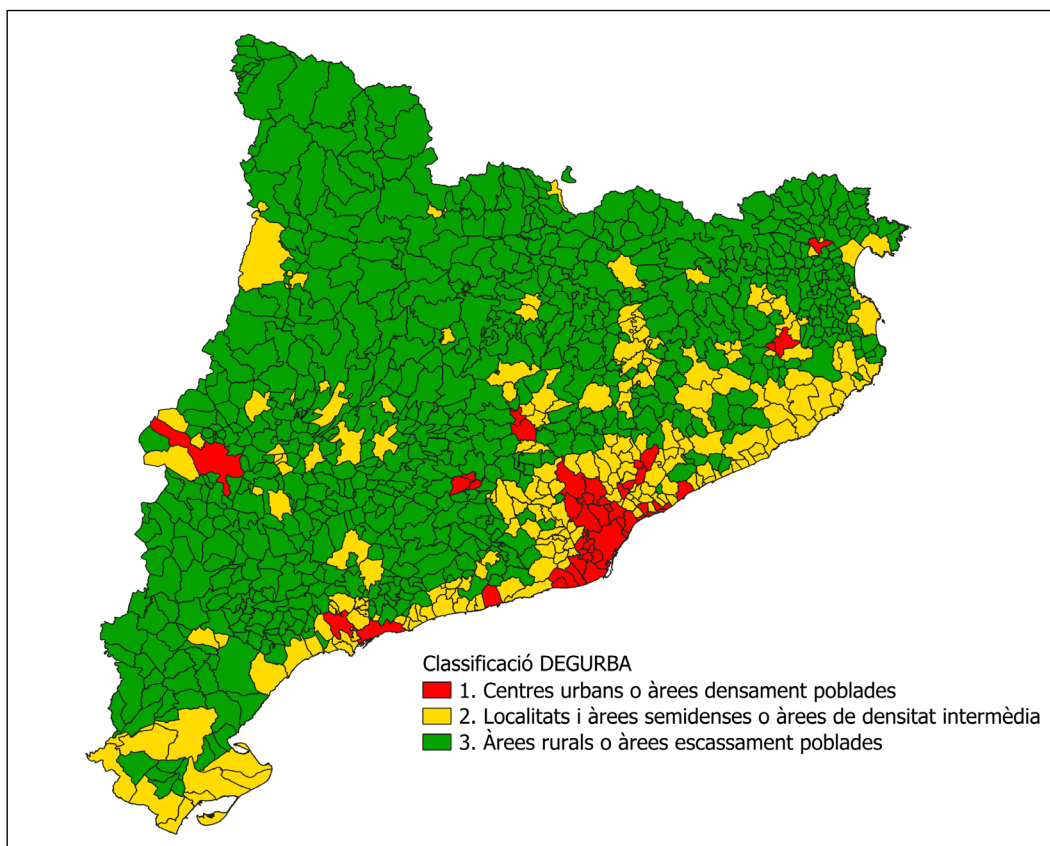 Classificació DEGURBA
1. Centres urbans o àrees densament poblades
2. Localitats i àrees semidenses o àrees de densitat intermèdia
3. Àrees rurals o àrees escassament poblades